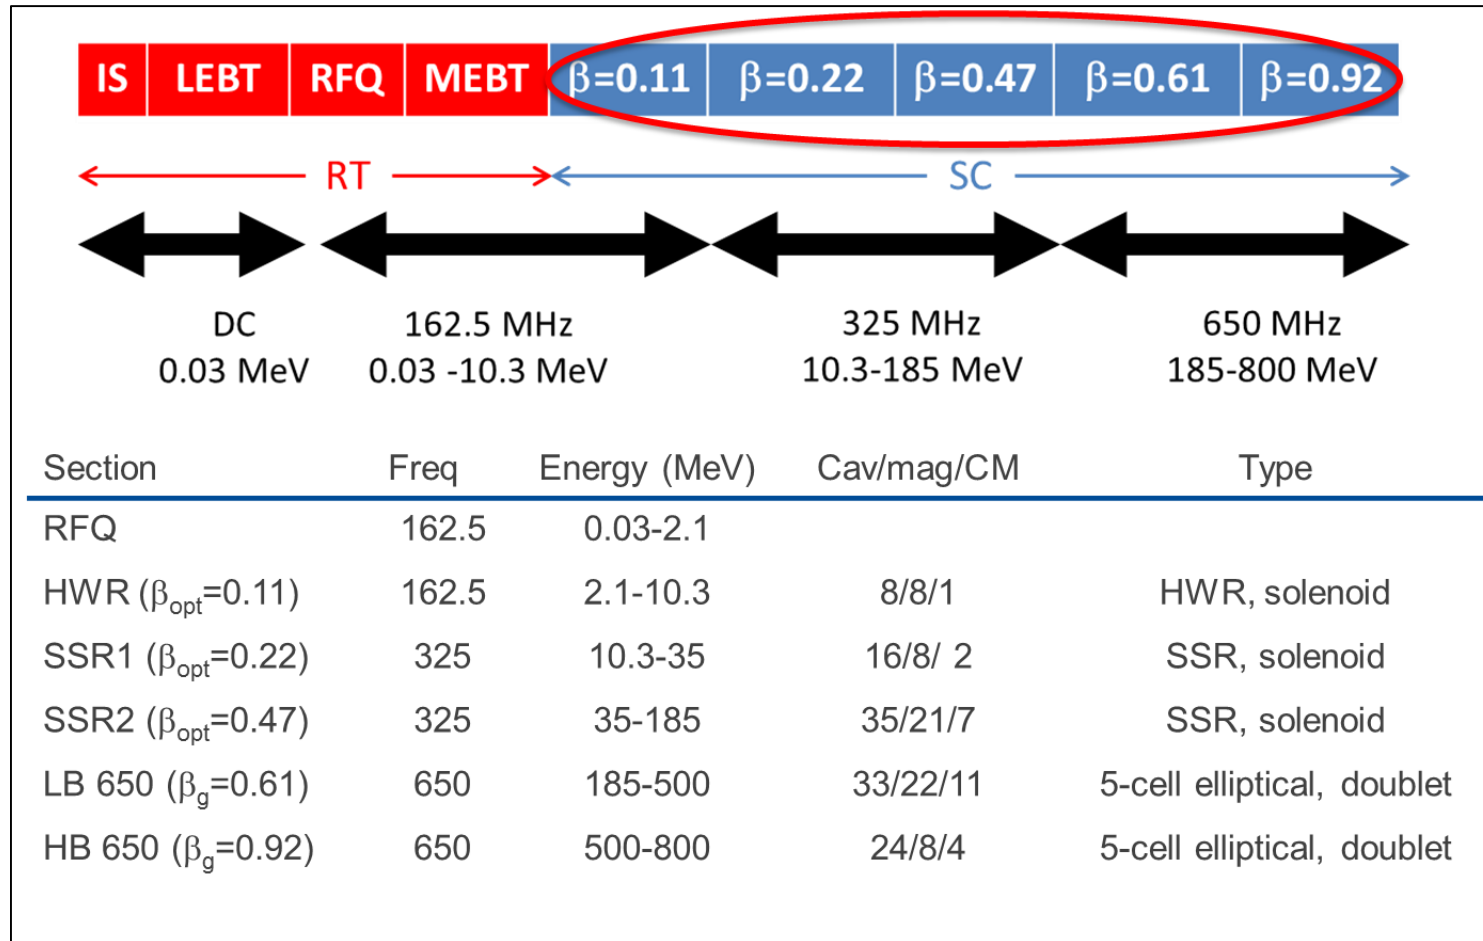 IS LEBT RFQ MEBT β=0.11 β=0.22 β=0.47 β=0.61 β=0.92
RT SC
DC 162.5 MHz 325 MHz 650 MHz
0.03 MeV 0.03 -10.3 MeV 10.3-185 MeV 185-800 MeV
Section Freq Energy (MeV) Cav/mag/CM Type
RFQ 162.5 0.03-2.1
HWR (βopt=0.11) 162.5 2.1-10.3 8/8/1 HWR, solenoid
SSR1 (βopt=0.22) 325 10.3-35 16/8/ 2 SSR, solenoid
SSR2 (βopt=0.47) 325 35-185 35/21/7 SSR, solenoid
LB 650 (βg=0.61) 650 185-500 33/22/11 5-cell elliptical, doublet
HB 650 (βg=0.92) 650 500-800 24/8/4 5-cell elliptical, doublet